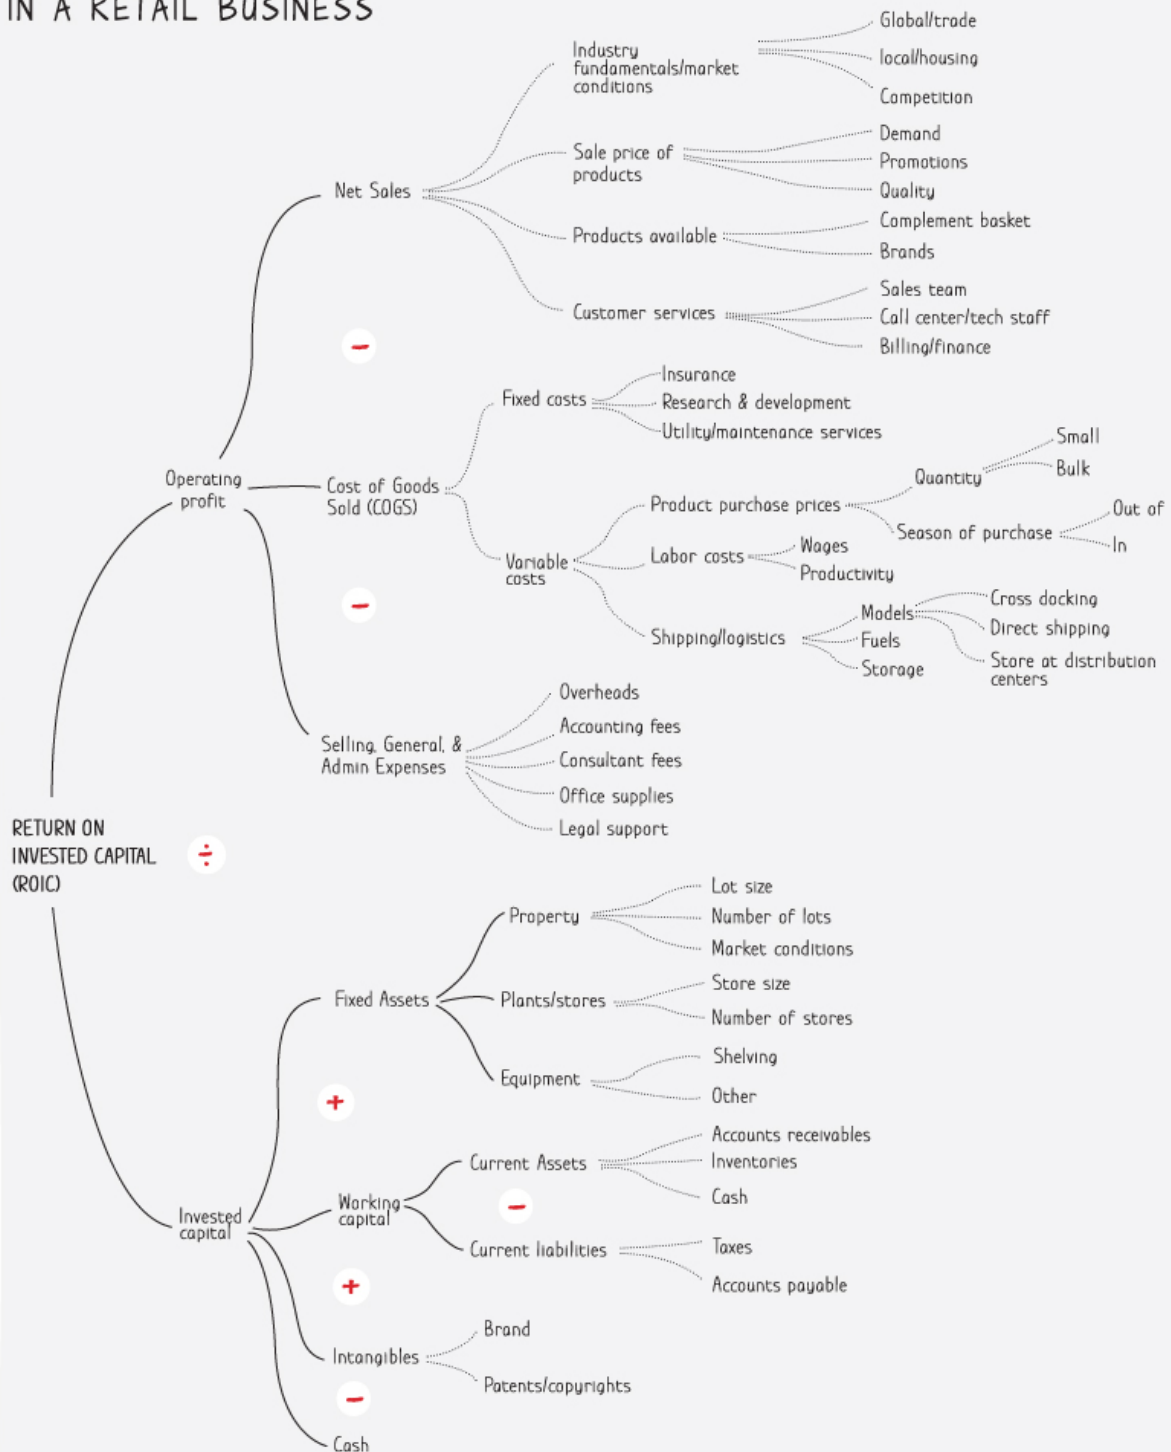 IN A RETAIL BUSINESS
Global/trade
Industry
fundamentals/market
conditions
local/housing
Competition
Demand
Sale price of
products
Promotions
Quality
Net Sales
Products available
Complement basket
Brands
Customer services
Sales team
Call center/tech staff
Billing/finance
−
Fixed costs
Insurance
Research & development
Utility/maintenance services
Operating
profit
Cost of Goods
Sold (COGS)
Variable
costs
Product purchase prices
Quantity
Small
Bulk
Season of purchase
Out of
In
Labor costs
Wages
Productivity
Shipping/logistics
Models
Fuels
Storage
Cross docking
Direct shipping
Store at distribution
centers
−
Selling, General, &
Admin Expenses
Overheads
Accounting fees
Consultant fees
Office supplies
Legal support
RETURN ON
INVESTED CAPITAL
(ROIC)
÷
Fixed Assets
Property
Lot size
Number of lots
Market conditions
Plants/stores
Store size
Number of stores
Equipment
Shelving
Other
+
Invested
capital
Working
capital
Current Assets
Accounts receivables
Inventories
Cash
−
Current liabilities
Taxes
Accounts payable
+
Intangibles
Brand
Patents/copyrights
−
Cash